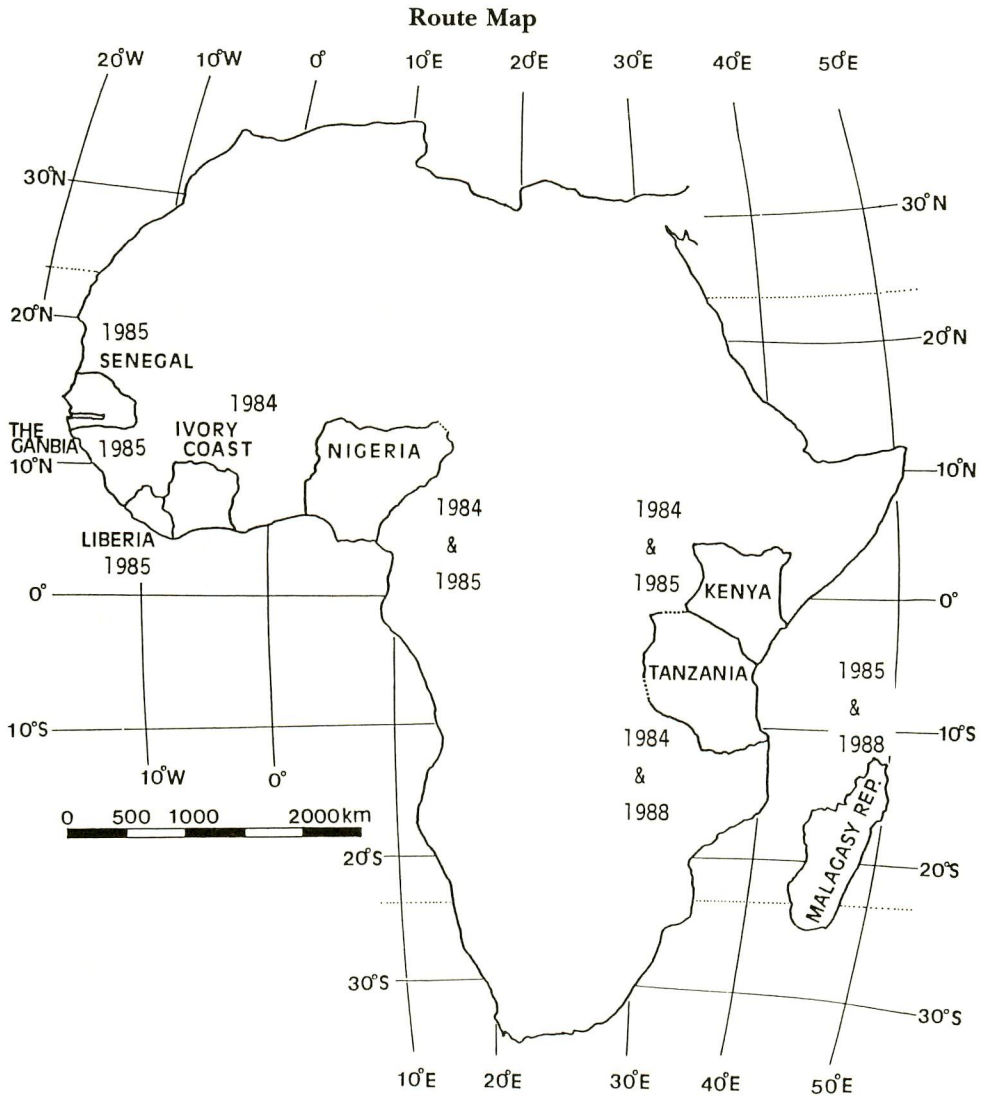 Route Map
20°W 10°W 0° 10°E 20°E 30°E 40°E 50°E
30°N
30°N
20°N
20°N
1985
SENEGAL
1984
THE
GANBIA
1985
IVORY
COAST
NIGERIA
10°N
10°N
1984
&
1985
1984
&
1985
LIBERIA
1985
KENYA
0°
0°
TANZANIA
1985
&
1988
10°S
10°S
1984
&
1988
10°W 0°
MALAGASY REP.
0 500 1000 2000km
20°S
20°S
30°S
30°S
10°E 20°E 30°E 40°E 50°E